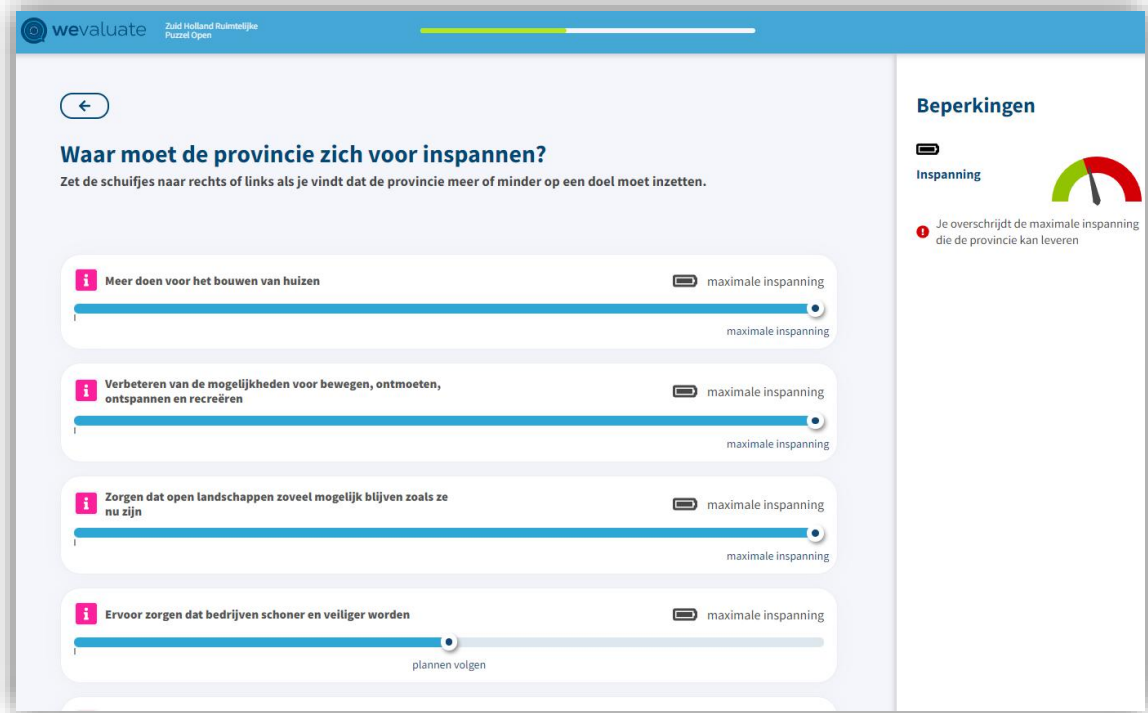 wevaluate
Zuid Holland Ruimtelijke
Puzzel Open
Waar moet de provincie zich voor inspannen?
Zet de schuifjes naar rechts of links als je vindt dat de provincie meer of minder op een doel moet inzetten.
Meer doen voor het bouwen van huizen
maximale inspanning
maximale inspanning
Verbeteren van de mogelijkheden voor bewegen, ontmoeten,
ontspannen en recreëren
maximale inspanning
maximale inspanning
Zorgen dat open landschappen zoveel mogelijk blijven zoals ze
nu zijn
maximale inspanning
maximale inspanning
Ervoor zorgen dat bedrijven schoner en veiliger worden
maximale inspanning
plannen volgen
Beperkingen
Inspanning
Je overschrijdt de maximale inspanning
die de provincie kan leveren